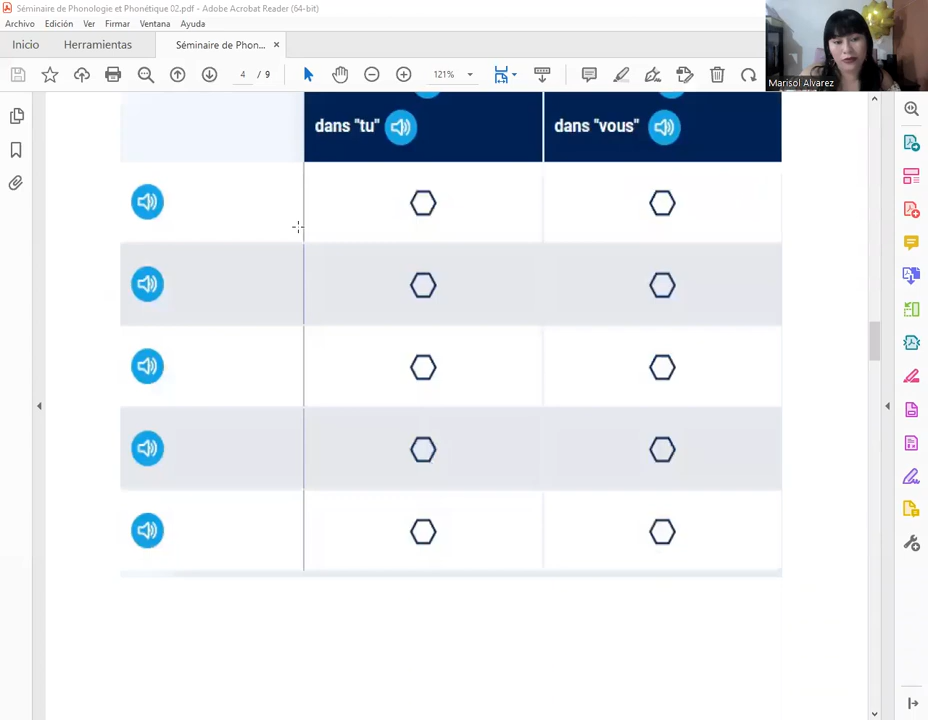 Séminaire de Phonologie et Phonétique 02.pdf - Adobe Acrobat Reader (64-bit)
Archivo Edición Ver Firmar Ventana Ayuda
Inicio Herramientas Séminaire de Phon... ×
4 / 9 121%
Marisol Alvarez
dans "tu" dans "vous"